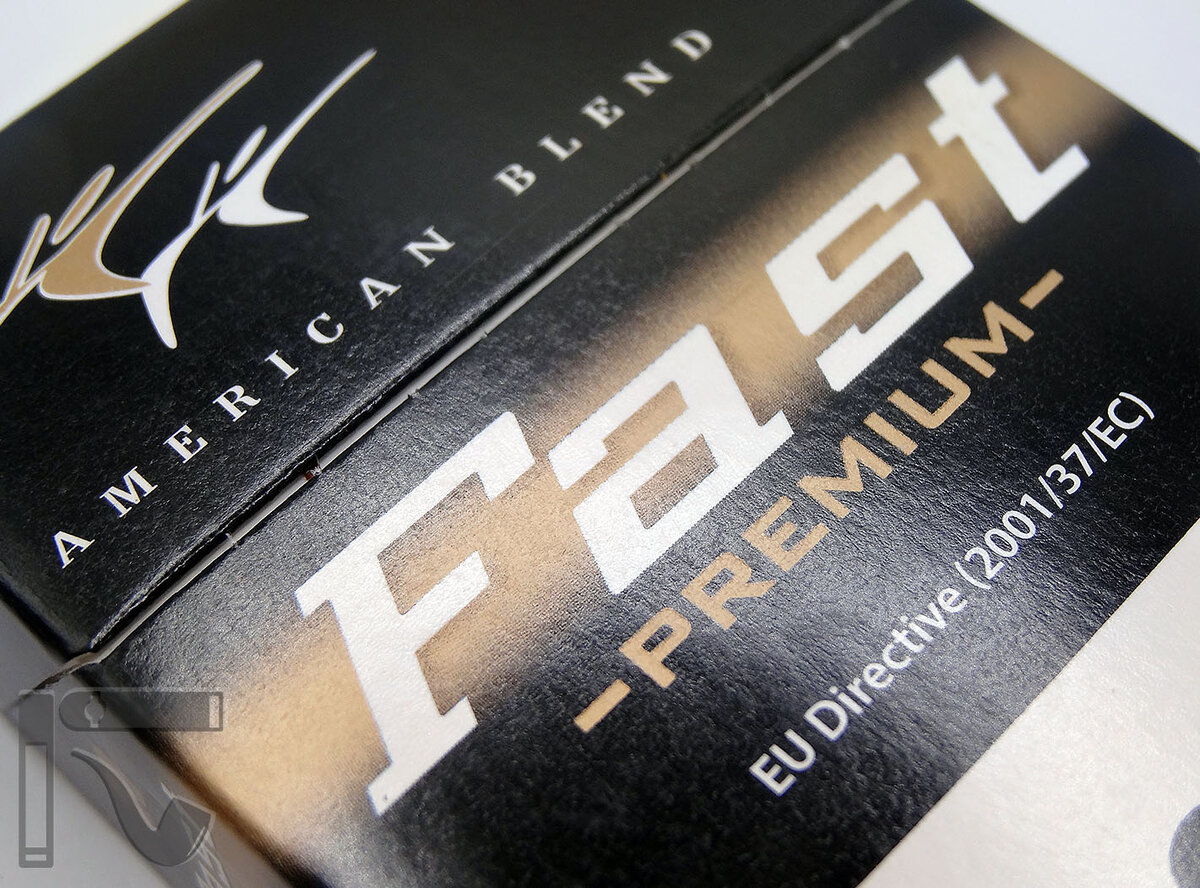 AMERICAN BLEND
Fast
-PREMIUM-
EU Directive (2001/37/EC)